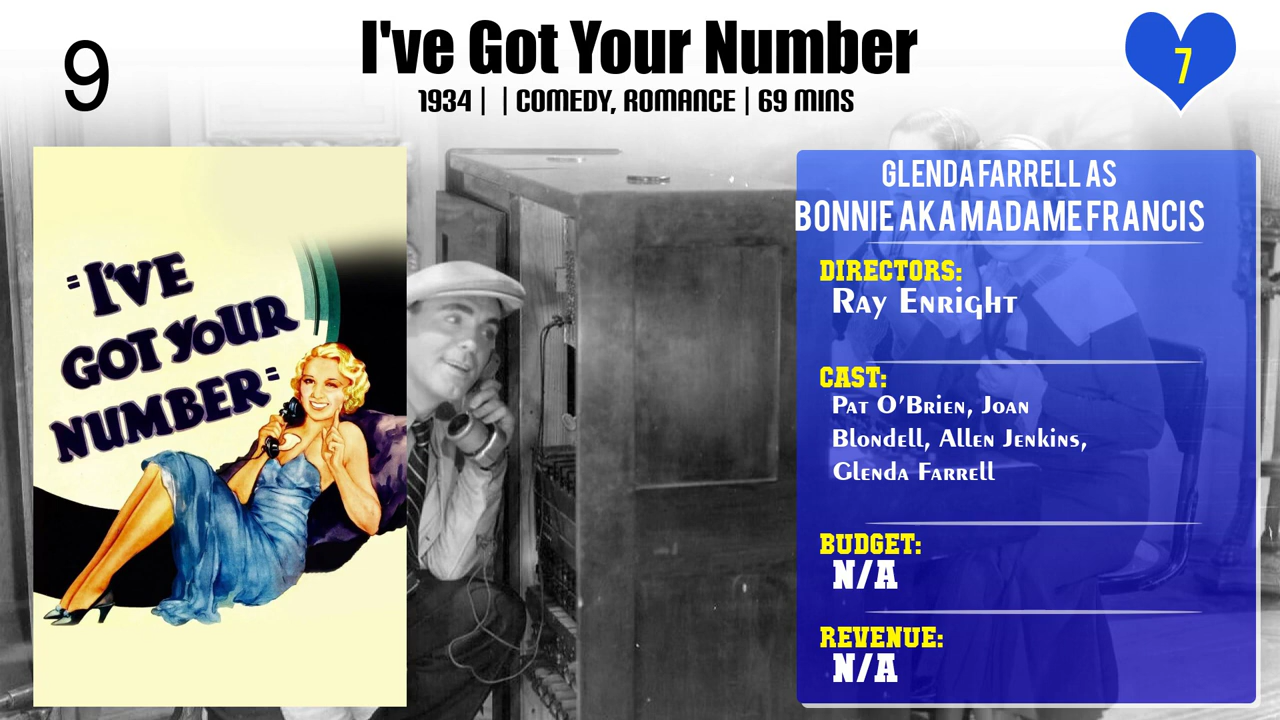 9
I've Got Your Number
7
1934 | | COMEDY, ROMANCE | 69 MINS
"I'VE
GOT YOUR
NUMBER"
GLENDA FARRELL AS
BONNIE AKA MADAME FRANCIS
DIRECTORS:
Ray Enright
CAST:
Pat O'Brien, Joan
Blondell, Allen Jenkins,
Glenda Farrell
BUDGET:
N/A
REVENUE:
N/A